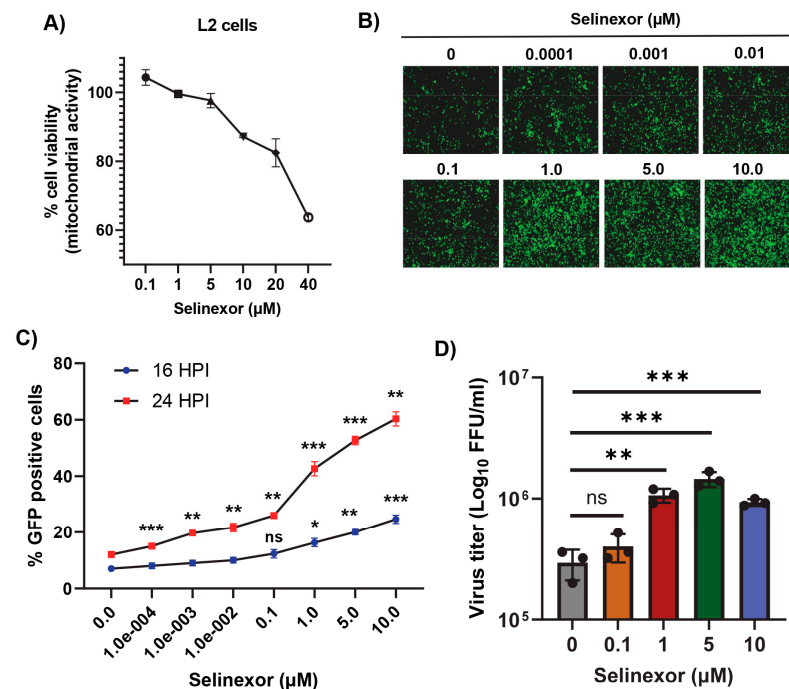 A)
L2 cells
% cell viability
(mitochondrial activity)
100
80
60
0.1 1 5 10 20 40
Selinexor (µM)
B)
Selinexor (µM)
0 0.0001 0.001 0.01
0.1 1.0 5.0 10.0
C)
% GFP positive cells
80
60
40
20
0
16 HPI
24 HPI
*** ** ** ** *** *** **
ns * ** ***
0.0 1.0e-004 1.0e-003 1.0e-002 0.1 1.0 5.0 10.0
Selinexor (µM)
D)
Virus titer (Log10 FFU/ml)
10^7
10^6
10^5
***
***
**
ns
0 0.1 1 5 10
Selinexor (µM)